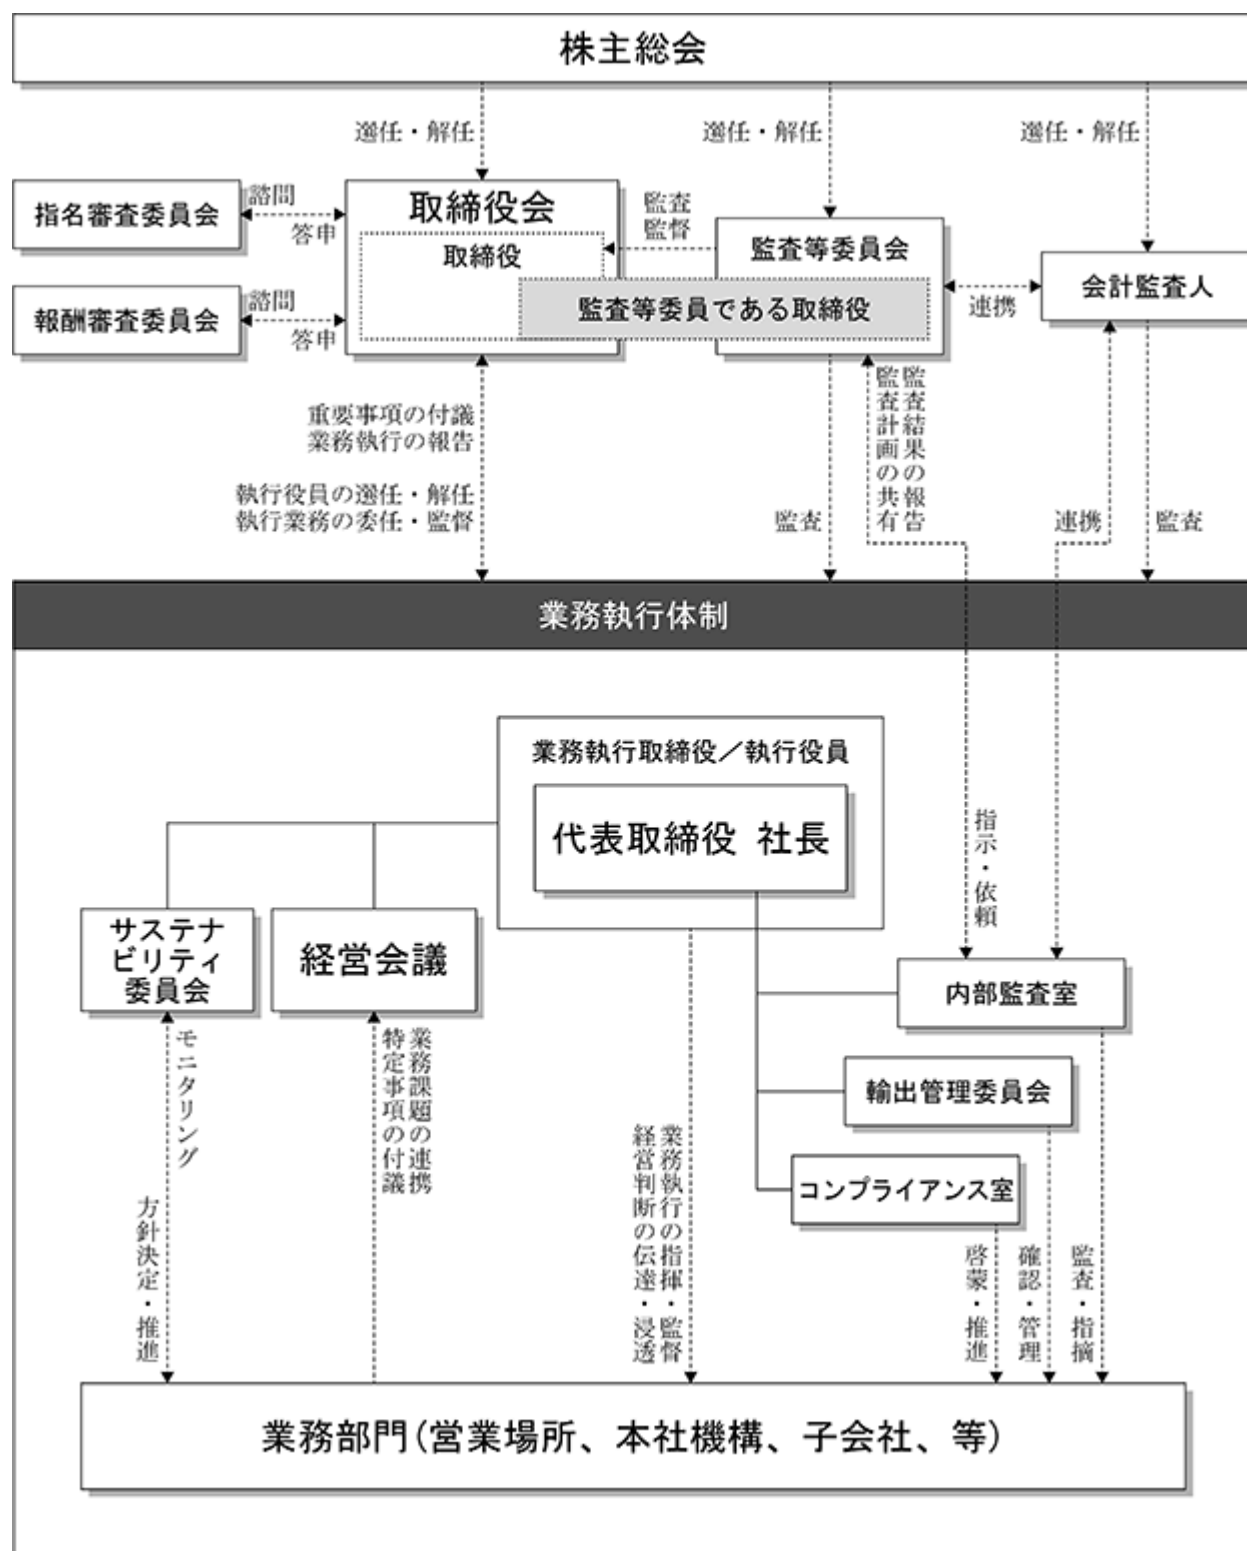 株主総会
選任・解任
選任・解任
選任・解任
指名審査委員会
諮問
答申
取締役会
取締役
監査
監督
監査等委員会
監査等委員である取締役
連携
会計監査人
報酬審査委員会
諮問
答申
重要事項の付議
業務執行の報告
執行役員の選任・解任
執行業務の委任・監督
監査
監査結果の報告
監査計画の共有
連携
監査
業務執行体制
業務執行取締役／執行役員
代表取締役 社長
指示・依頼
サステナ
ビリティ
委員会
経営会議
内部監査室
輸出管理委員会
コンプライアンス室
モニタリング
方針決定・推進
業務課題の連携
特定事項の付議
業務執行の指揮・監督
経営判断の伝達・浸透
啓蒙・推進
確認・管理
監査・指摘
業務部門(営業場所、本社機構、子会社、等)